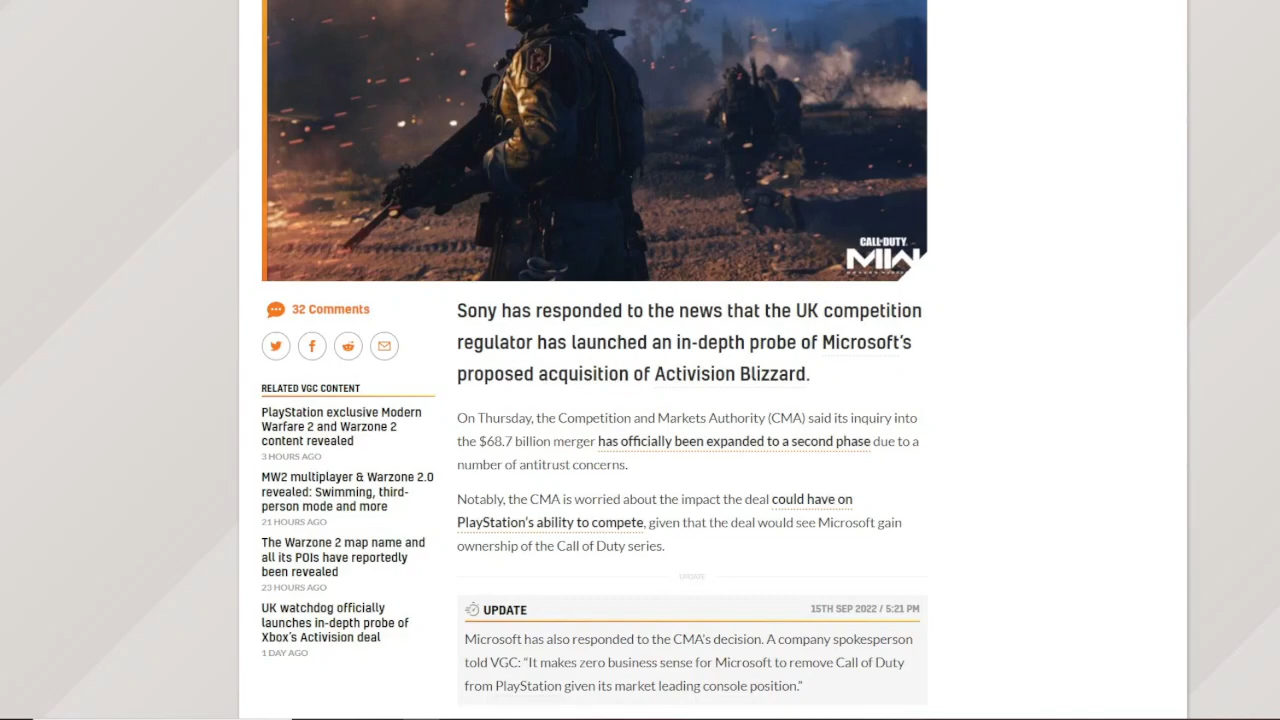 CALL OF DUTY
MW
32 Comments
RELATED VGC CONTENT
PlayStation exclusive Modern
Warfare 2 and Warzone 2
content revealed
3 HOURS AGO
MW2 multiplayer & Warzone 2.0
revealed: Swimming, third-
person mode and more
21 HOURS AGO
The Warzone 2 map name and
all its POIs have reportedly
been revealed
23 HOURS AGO
UK watchdog officially
launches in-depth probe of
Xbox's Activision deal
1 DAY AGO
Sony has responded to the news that the UK competition
regulator has launched an in-depth probe of Microsoft's
proposed acquisition of Activision Blizzard.
On Thursday, the Competition and Markets Authority (CMA) said its inquiry into
the $68.7 billion merger has officially been expanded to a second phase due to a
number of antitrust concerns.
Notably, the CMA is worried about the impact the deal could have on
PlayStation's ability to compete, given that the deal would see Microsoft gain
ownership of the Call of Duty series.
UPDATE
UPDATE
15TH SEP 2022 / 5:21 PM
Microsoft has also responded to the CMA's decision. A company spokesperson
told VGC: “It makes zero business sense for Microsoft to remove Call of Duty
from PlayStation given its market leading console position.”